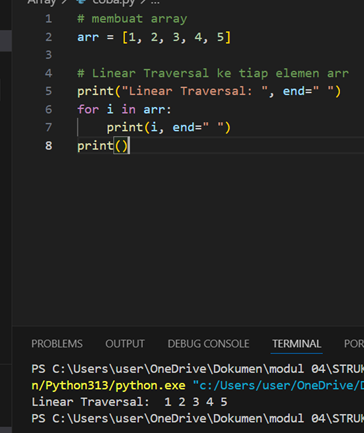 Array > coba.py > ...
1 # membuat array
2 arr = [1, 2, 3, 4, 5]
3
4 # Linear Traversal ke tiap elemen arr
5 print("Linear Traversal: ", end=" ")
6 for i in arr:
7 print(i, end=" ")
8 print()
PROBLEMS OUTPUT DEBUG CONSOLE TERMINAL POR
PS C:\Users\user\OneDrive\Dokumen\modul 04\STRUK
n/Python313/python.exe "c:/Users/user/OneDrive/D
Linear Traversal:  1 2 3 4 5
PS C:\Users\user\OneDrive\Dokumen\modul 04\STRUK